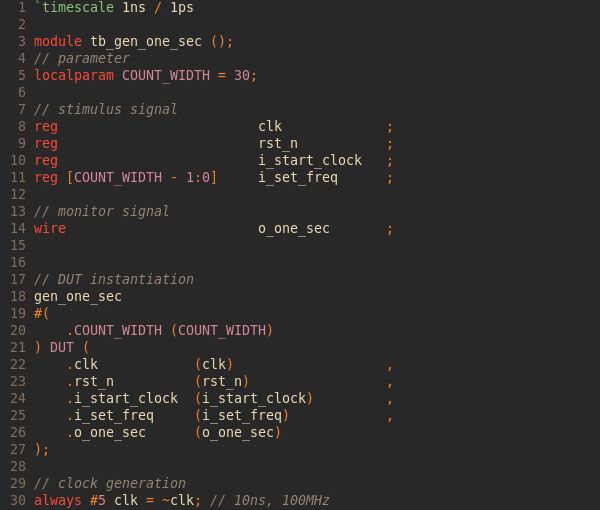 1 `timescale 1ns / 1ps
2
3 module tb_gen_one_sec ();
4 // parameter
5 localparam COUNT_WIDTH = 30;
6
7 // stimulus signal
8 reg                         clk             ;
9 reg                         rst_n           ;
10 reg                         i_start_clock   ;
11 reg [COUNT_WIDTH - 1:0]     i_set_freq      ;
12
13 // monitor signal
14 wire                        o_one_sec       ;
15
16
17 // DUT instantiation
18 gen_one_sec
19 #(
20     .COUNT_WIDTH (COUNT_WIDTH)
21 ) DUT (
22     .clk            (clk)                   ,
23     .rst_n          (rst_n)                 ,
24     .i_start_clock  (i_start_clock)         ,
25     .i_set_freq     (i_set_freq)            ,
26     .o_one_sec      (o_one_sec)
27 );
28
29 // clock generation
30 always #5 clk = ~clk; // 10ns, 100MHz